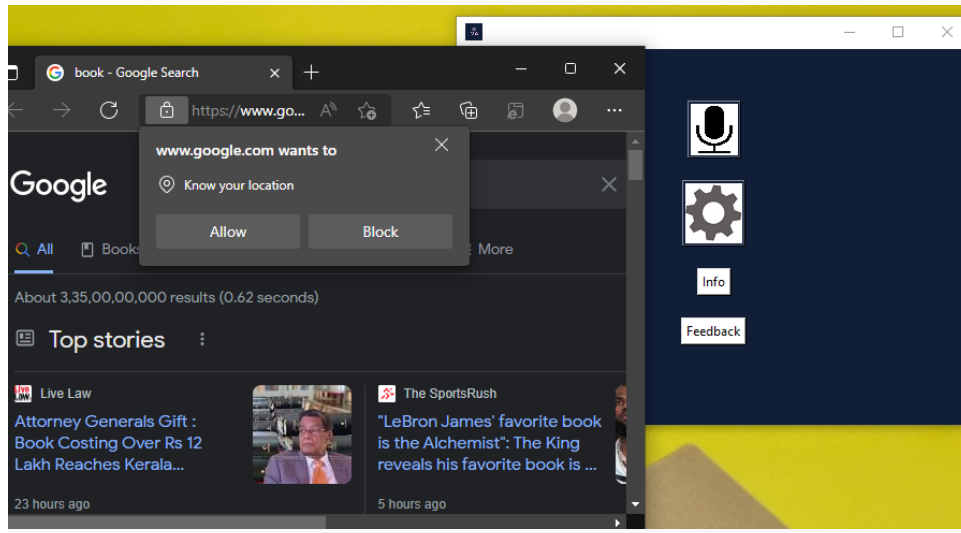 book - Google Search
https://www.go...
www.google.com wants to
Know your location
Allow
Block
Google
All
Books
More
About 3,35,00,00,000 results (0.62 seconds)
Top stories
Live Law
Attorney Generals Gift :
Book Costing Over Rs 12
Lakh Reaches Kerala...
23 hours ago
The SportsRush
"LeBron James' favorite book
is the Alchemist": The King
reveals his favorite book is ...
5 hours ago
Info
Feedback